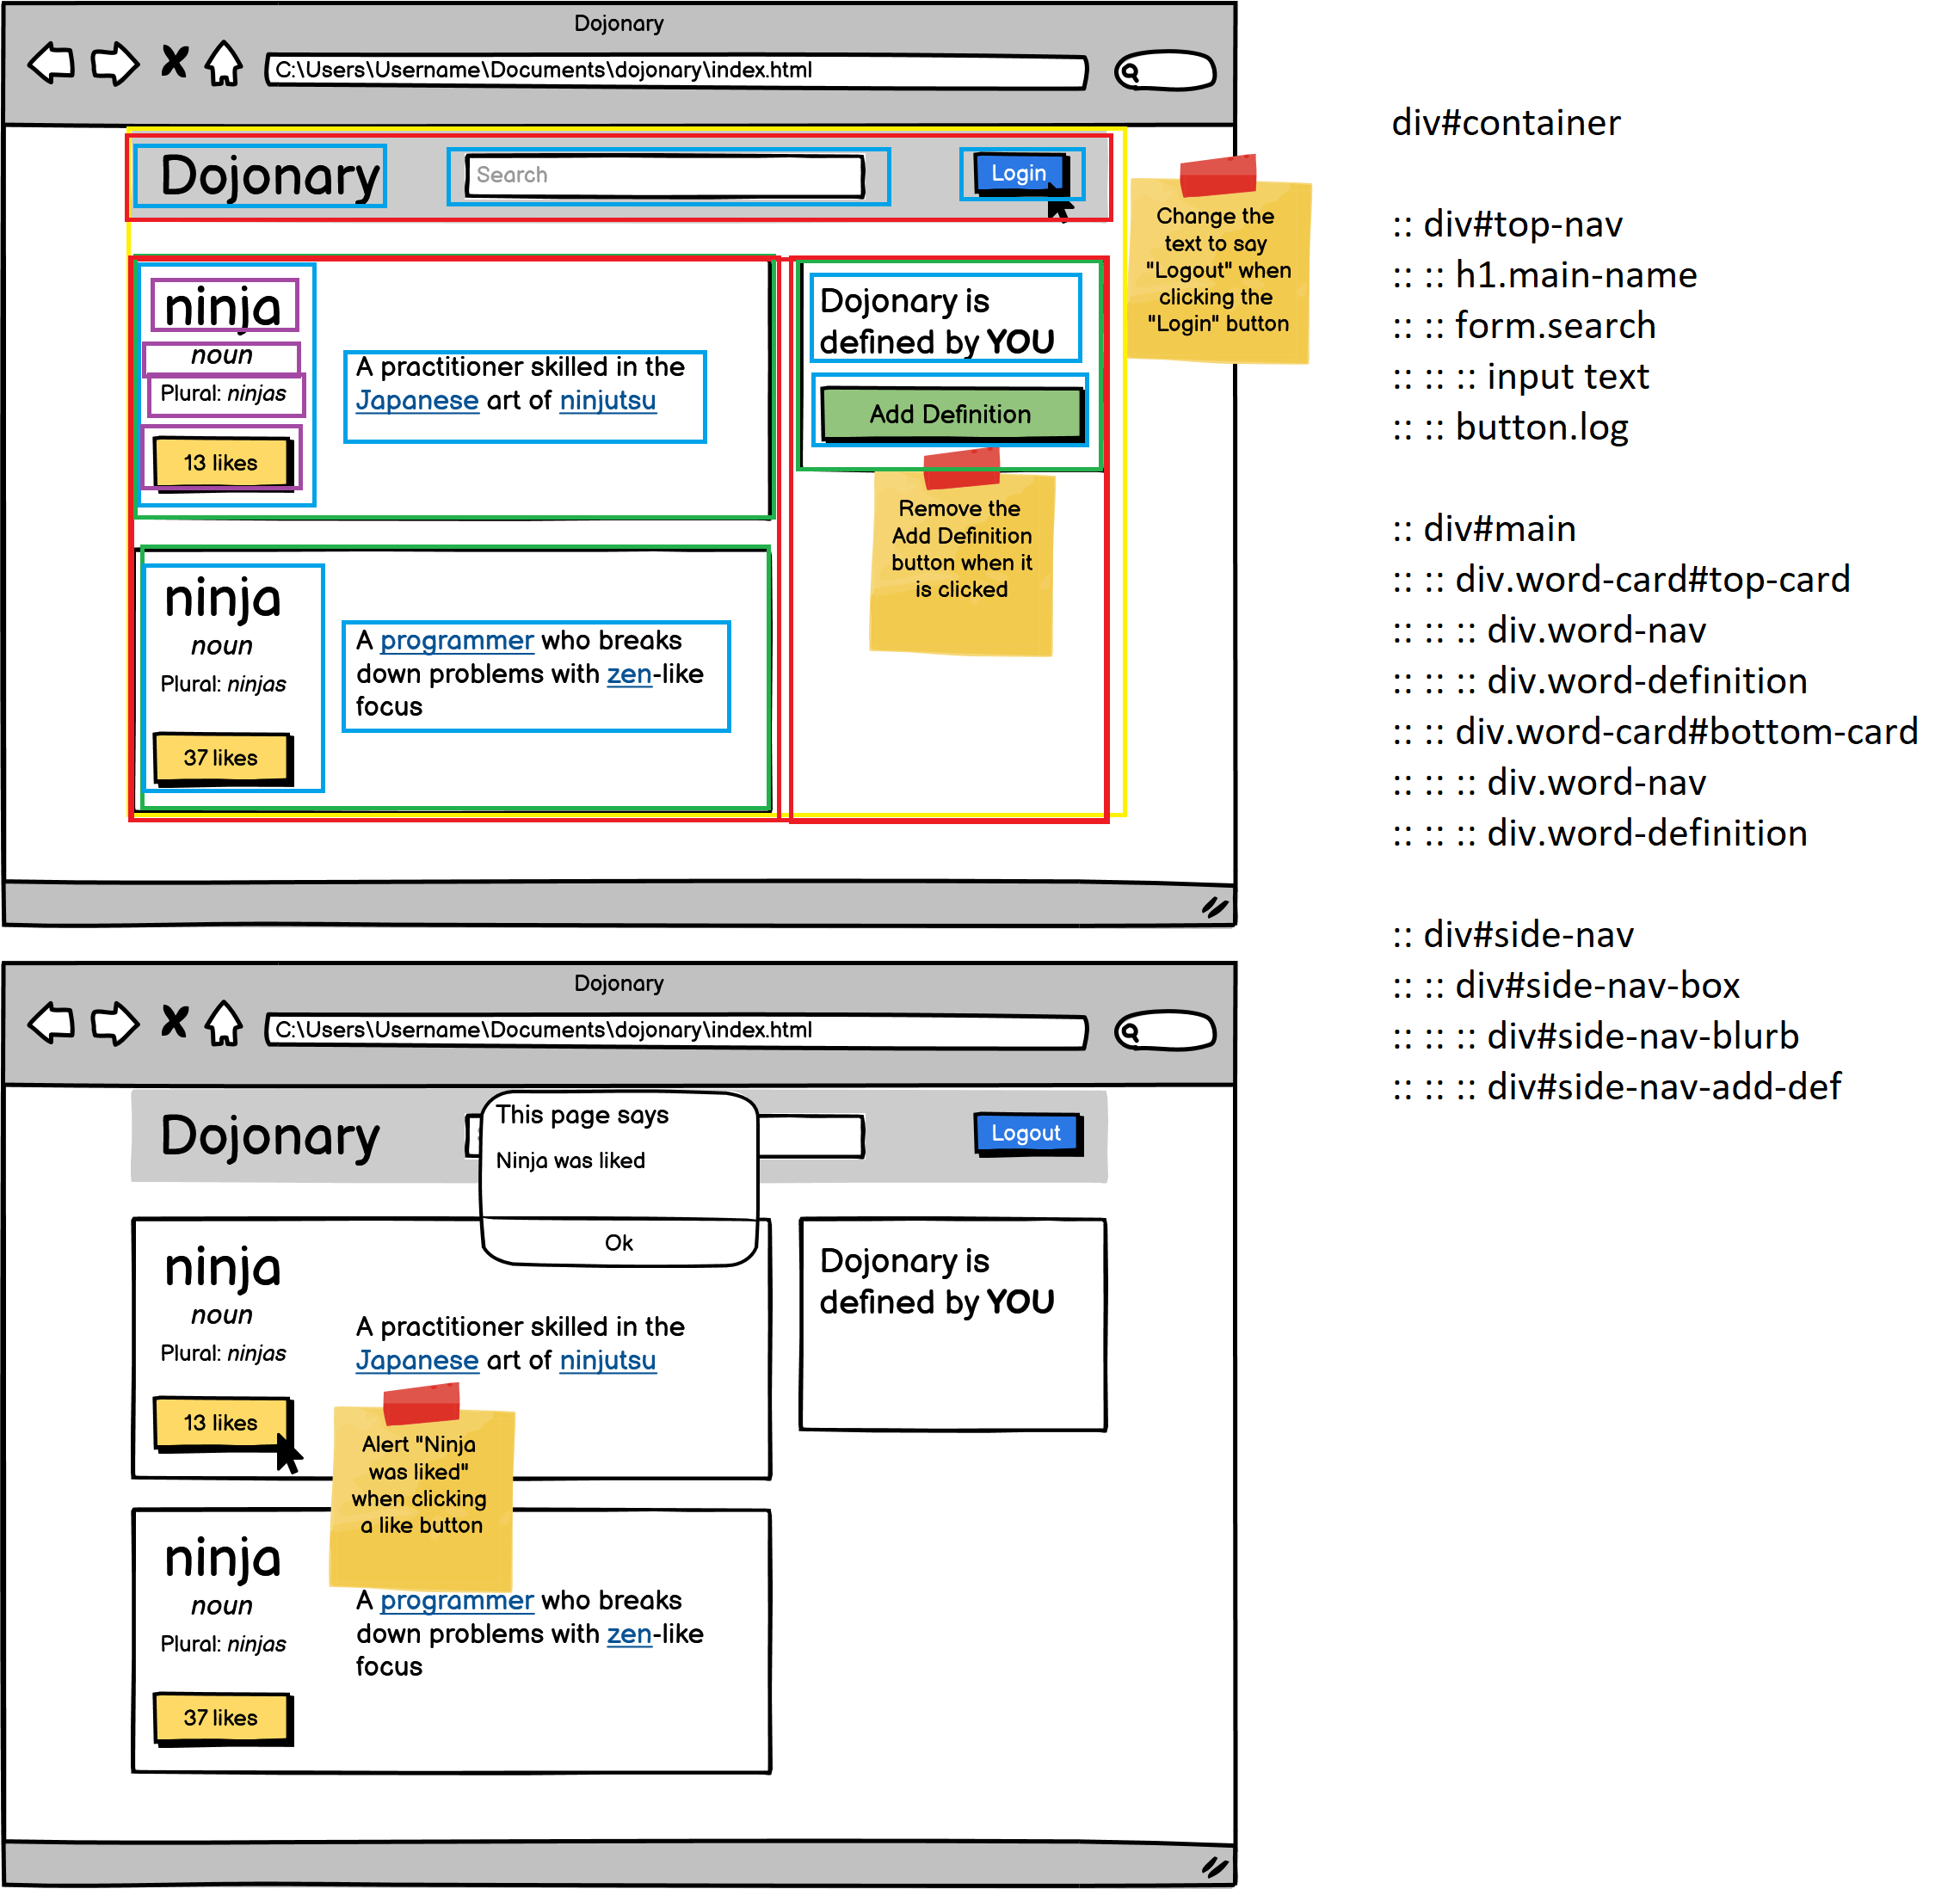 Dojonary
C:\Users\Username\Documents\dojonary\index.html
Dojonary
Search
Login
Change the
text to say
"Logout" when
clicking the
"Login" button
ninja
noun
Plural: ninjas
13 likes
A practitioner skilled in the
Japanese art of ninjutsu
Dojonary is
defined by YOU
Add Definition
Remove the
Add Definition
button when it
is clicked
ninja
noun
Plural: ninjas
37 likes
A programmer who breaks
down problems with zen-like
focus
div#container
:: div#top-nav
:: :: h1.main-name
:: :: form.search
:: :: :: input text
:: :: button.log
:: div#main
:: :: div.word-card#top-card
:: :: :: div.word-nav
:: :: :: div.word-definition
:: :: div.word-card#bottom-card
:: :: :: div.word-nav
:: :: :: div.word-definition
:: div#side-nav
:: :: div#side-nav-box
:: :: :: div#side-nav-blurb
:: :: :: div#side-nav-add-def
Dojonary
C:\Users\Username\Documents\dojonary\index.html
Dojonary
This page says
Ninja was liked
Ok
Logout
ninja
noun
Plural: ninjas
13 likes
A practitioner skilled in the
Japanese art of ninjutsu
Dojonary is
defined by YOU
Alert "Ninja
was liked"
when clicking
a like button
ninja
noun
Plural: ninjas
37 likes
A programmer who breaks
down problems with zen-like
focus